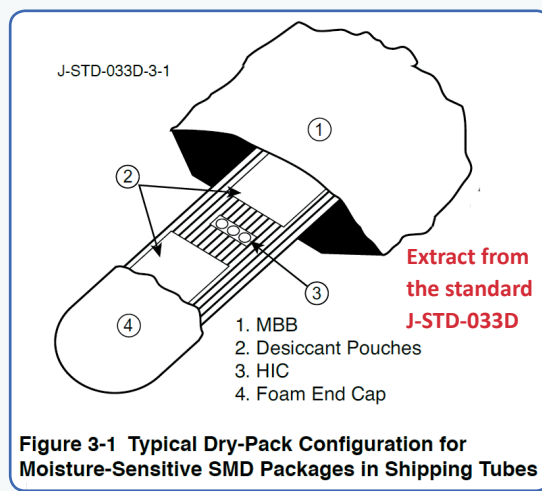 J-STD-033D-3-1
1
2
Extract from
the standard
J-STD-033D
3
4
1. MBB
2. Desiccant Pouches
3. HIC
4. Foam End Cap
Figure 3-1 Typical Dry-Pack Configuration for
Moisture-Sensitive SMD Packages in Shipping Tubes